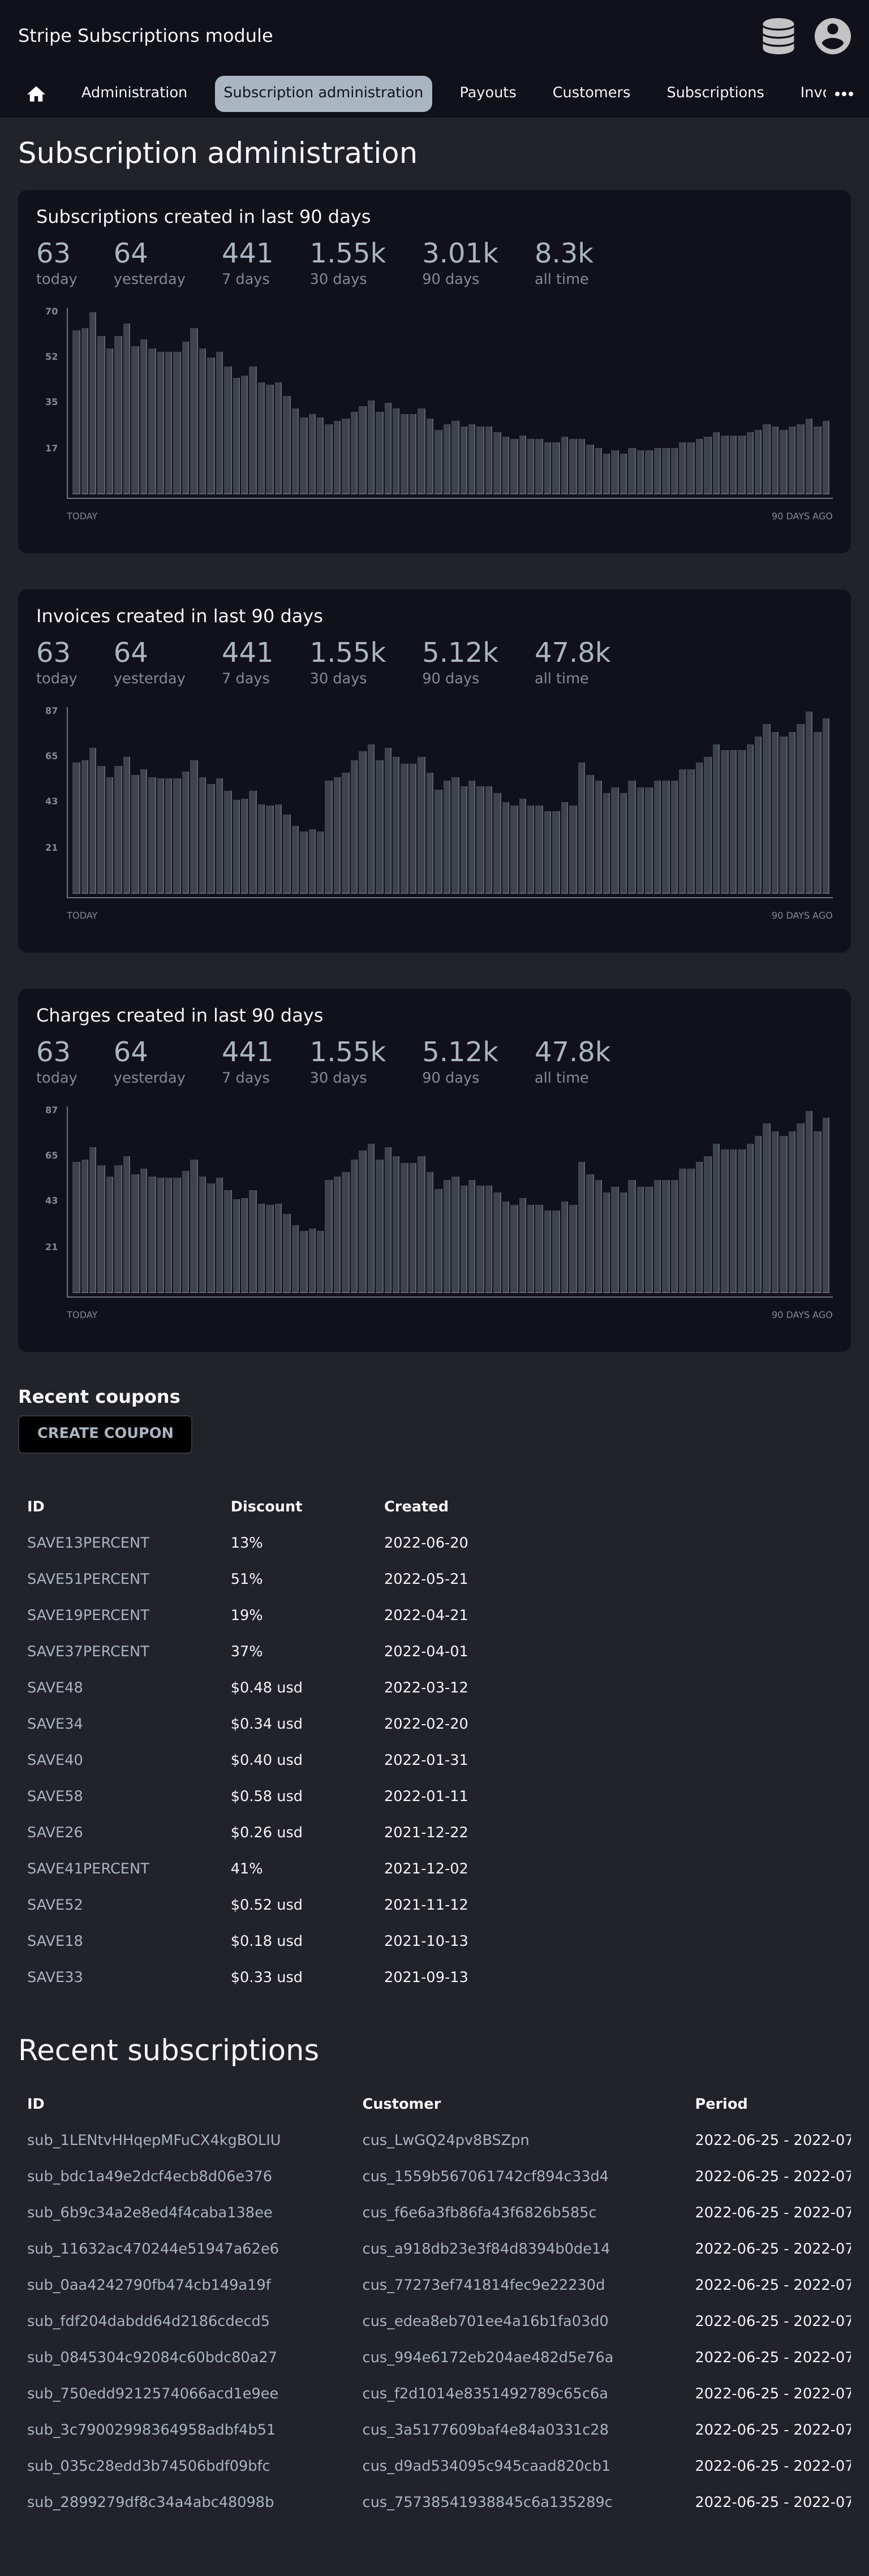 Stripe Subscriptions module
Administration Subscription administration Payouts Customers Subscriptions
Subscription administration
Subscriptions created in last 90 days
63 64 441 1.55k 3.01k 8.3k
today yesterday 7 days 30 days 90 days all time
70
52
35
17
TODAY 90 DAYS AGO
Invoices created in last 90 days
63 64 441 1.55k 5.12k 47.8k
today yesterday 7 days 30 days 90 days all time
87
65
43
21
TODAY 90 DAYS AGO
Charges created in last 90 days
63 64 441 1.55k 5.12k 47.8k
today yesterday 7 days 30 days 90 days all time
87
65
43
21
TODAY 90 DAYS AGO
Recent coupons
CREATE COUPON
ID Discount Created
SAVE13PERCENT 13% 2022-06-20
SAVE51PERCENT 51% 2022-05-21
SAVE19PERCENT 19% 2022-04-21
SAVE37PERCENT 37% 2022-04-01
SAVE48 $0.48 usd 2022-03-12
SAVE34 $0.34 usd 2022-02-20
SAVE40 $0.40 usd 2022-01-31
SAVE58 $0.58 usd 2022-01-11
SAVE26 $0.26 usd 2021-12-22
SAVE41PERCENT 41% 2021-12-02
SAVE52 $0.52 usd 2021-11-12
SAVE18 $0.18 usd 2021-10-13
SAVE33 $0.33 usd 2021-09-13
Recent subscriptions
ID Customer Period
sub_1LENtvHHqepMFuCX4kgBOLIU cus_LwGQ24pv8BSZpn 2022-06-25 - 2022-07
sub_bdc1a49e2dcf4ecb8d06e376 cus_1559b567061742cf894c33d4 2022-06-25 - 2022-07
sub_6b9c34a2e8ed4f4caba138ee cus_f6e6a3fb86fa43f6826b585c 2022-06-25 - 2022-07
sub_11632ac470244e51947a62e6 cus_a918db23e3f84d8394b0de14 2022-06-25 - 2022-07
sub_0aa4242790fb474cb149a19f cus_77273ef741814fec9e22230d 2022-06-25 - 2022-07
sub_fdf204dabdd64d2186cdecd5 cus_edea8eb701ee4a16b1fa03d0 2022-06-25 - 2022-07
sub_0845304c92084c60bdc80a27 cus_994e6172eb204ae482d5e76a 2022-06-25 - 2022-07
sub_750edd9212574066acd1e9ee cus_f2d1014e8351492789c65c6a 2022-06-25 - 2022-07
sub_3c79002998364958adbf4b51 cus_3a5177609baf4e84a0331c28 2022-06-25 - 2022-07
sub_035c28edd3b74506bdf09bfc cus_d9ad534095c945caad820cb1 2022-06-25 - 2022-07
sub_2899279df8c34a4abc48098b cus_75738541938845c6a135289c 2022-06-25 - 2022-07